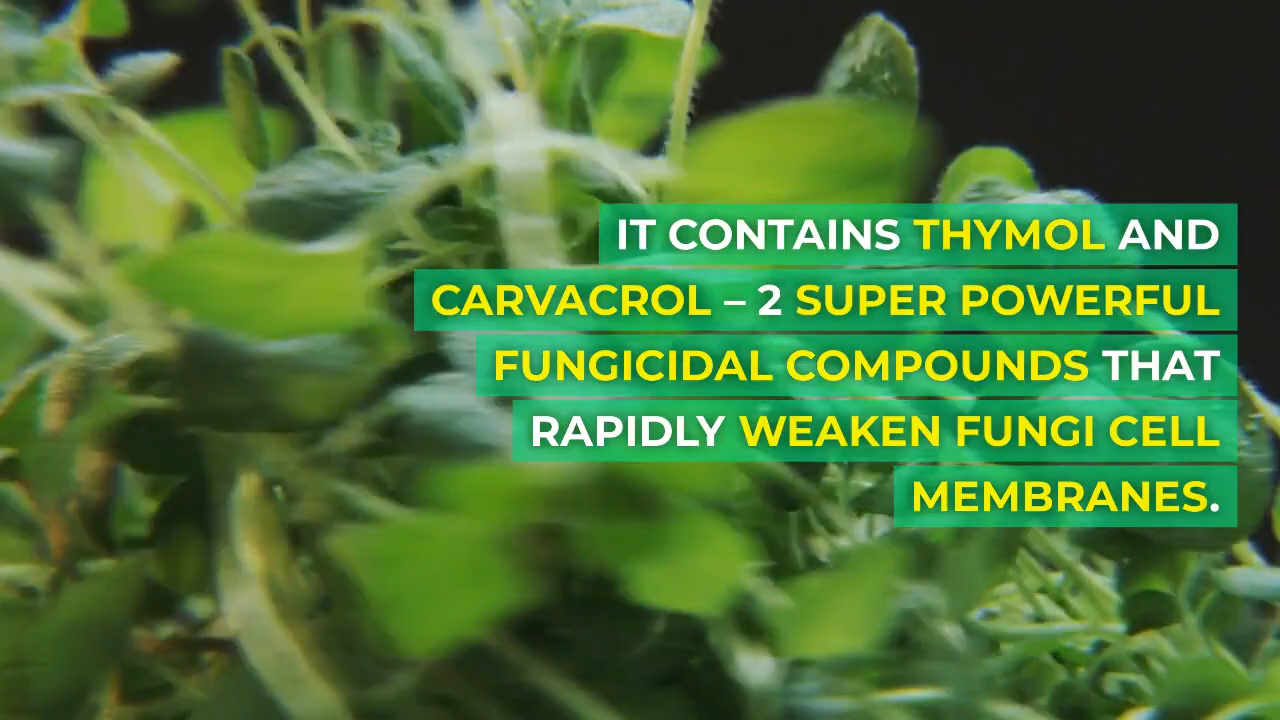 IT CONTAINS THYMOL AND
CARVACROL – 2 SUPER POWERFUL
FUNGICIDAL COMPOUNDS THAT
RAPIDLY WEAKEN FUNGI CELL
MEMBRANES.